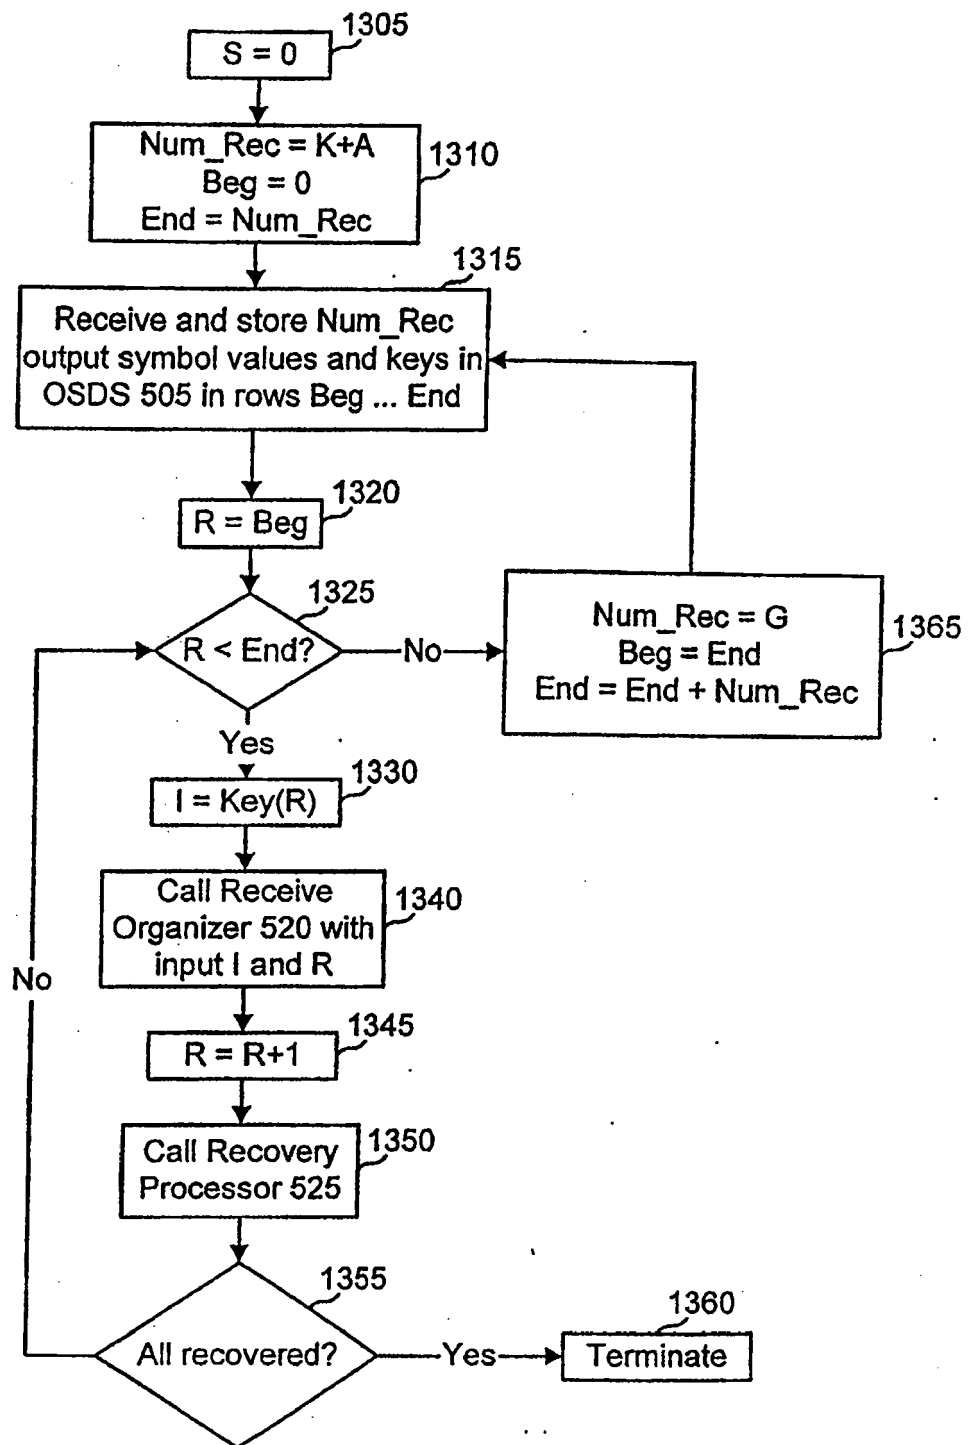 1305
S = 0
1310
Num_Rec = K+A
Beg = 0
End = Num_Rec
1315
Receive and store Num_Rec
output symbol values and keys in
OSDS 505 in rows Beg ... End
1320
R = Beg
1325
R < End?
No
Num_Rec = G
Beg = End
End = End + Num_Rec
1365
Yes
1330
I = Key(R)
1340
Call Receive
Organizer 520 with
input I and R
No
1345
R = R+1
1350
Call Recovery
Processor 525
1355
All recovered?
Yes
1360
Terminate